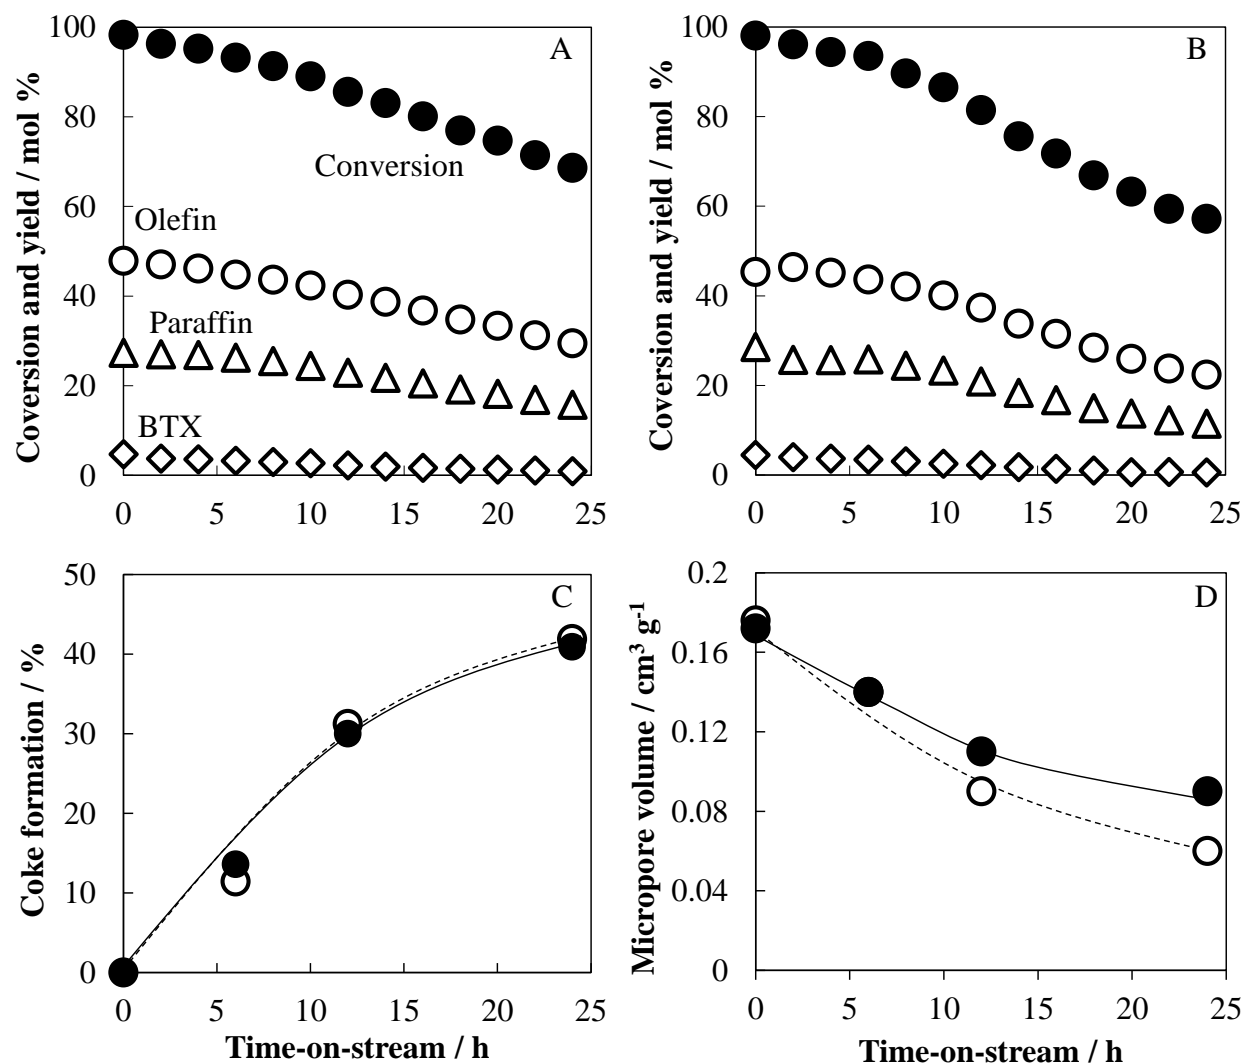 A
Coversion and yield / mol %
100
80
60
40
20
0
Conversion
Olefin
Paraffin
BTX
0 5 10 15 20 25
B
Coversion and yield / mol %
100
80
60
40
20
0
0 5 10 15 20 25
C
Coke formation / %
50
40
30
20
10
0
0 5 10 15 20 25
Time-on-stream / h
D
Micropore volume / cm³ g⁻¹
0.2
0.16
0.12
0.08
0.04
0
0 5 10 15 20 25
Time-on-stream / h